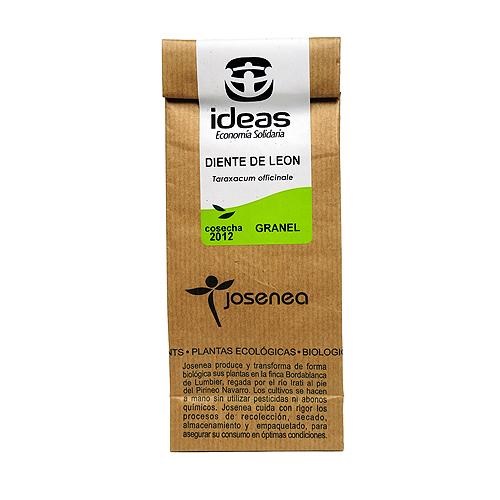 ideas
Economía Solidaria
DIENTE DE LEON
Taraxacum officinale
cosecha
2012
GRANEL
josenea
NTS • PLANTAS ECOLÓGICAS • BIOLOGIC
Josenea produce y transforma de forma
biológica sus plantas en la finca Bordablanca
de Lumbier, regada por el río Irati al pie
del Pirineo Navarro. Los cultivos se hacen
a mano sin utilizar pesticidas ni abonos
químicos. Josenea cuida con rigor los
procesos de recolección, secado,
almacenamiento y empaquetado, para
asegurar su consumo en óptimas condiciones.